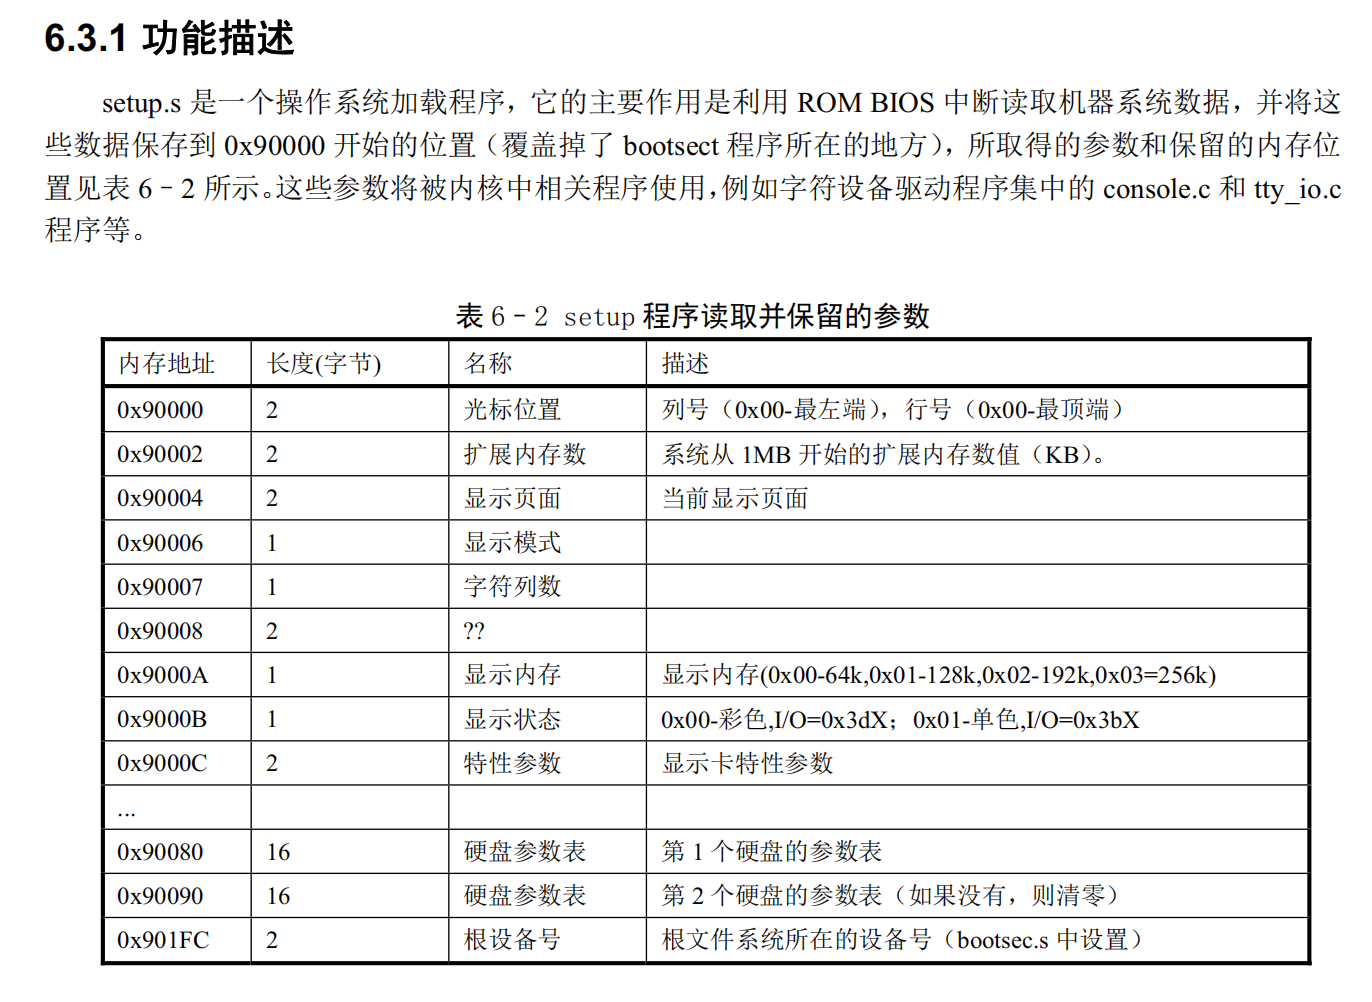 6.3.1 功能描述
setup.s 是一个操作系统加载程序，它的主要作用是利用 ROM BIOS 中断读取机器系统数据，并将这
些数据保存到 0x90000 开始的位置（覆盖掉了 bootsect 程序所在的地方），所取得的参数和保留的内存位
置见表 6－2 所示。这些参数将被内核中相关程序使用，例如字符设备驱动程序集中的 console.c 和 tty_io.c
程序等。
表 6－2 setup 程序读取并保留的参数
内存地址 长度(字节) 名称 描述
0x90000 2 光标位置 列号（0x00-最左端），行号（0x00-最顶端）
0x90002 2 扩展内存数 系统从 1MB 开始的扩展内存数值（KB）。
0x90004 2 显示页面 当前显示页面
0x90006 1 显示模式
0x90007 1 字符列数
0x90008 2 ??
0x9000A 1 显示内存 显示内存(0x00-64k,0x01-128k,0x02-192k,0x03=256k)
0x9000B 1 显示状态 0x00-彩色,I/O=0x3dX；0x01-单色,I/O=0x3bX
0x9000C 2 特性参数 显示卡特性参数
...
0x90080 16 硬盘参数表 第 1 个硬盘的参数表
0x90090 16 硬盘参数表 第 2 个硬盘的参数表（如果没有，则清零）
0x901FC 2 根设备号 根文件系统所在的设备号（bootsec.s 中设置）